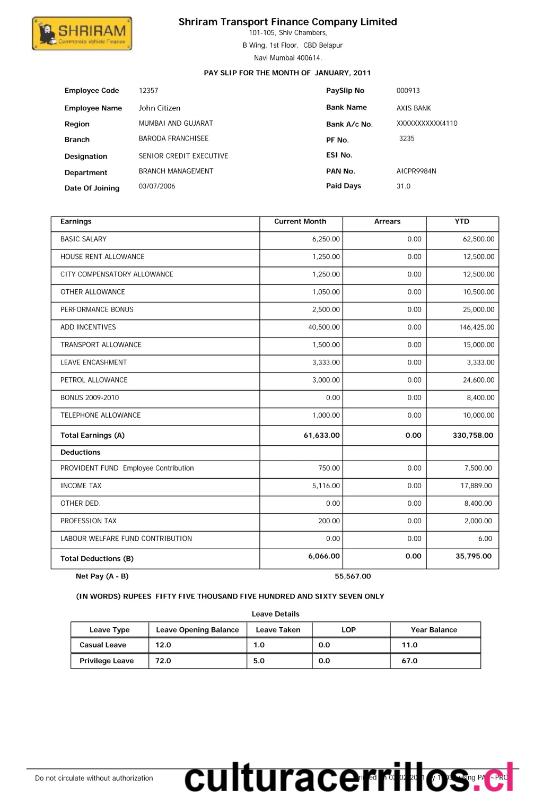 SHRIRAM
Shriram Transport Finance Company Limited
101-105, Shiv Chambers,
B Wing, 1st Floor, CBD Belapur
Navi Mumbai 400614.
PAY SLIP FOR THE MONTH OF JANUARY, 2011
Employee Code 12357 PaySlip No 000913
Employee Name John Citizen Bank Name AXIS BANK
Region MUMBAI AND GUJARAT Bank A/c No. XXXXXXXXXXX4110
Branch BARODA FRANCHISEE PF No. 3235
Designation SENIOR CREDIT EXECUTIVE ESI No.
Department BRANCH MANAGEMENT PAN No. AICPR9984N
Date Of Joining 03/07/2006 Paid Days 31.0
Earnings Current Month Arrears YTD
BASIC SALARY 6,250.00 0.00 62,500.00
HOUSE RENT ALLOWANCE 1,250.00 0.00 12,500.00
CITY COMPENSATORY ALLOWANCE 1,250.00 0.00 12,500.00
OTHER ALLOWANCE 1,050.00 0.00 10,500.00
PERFORMANCE BONUS 2,500.00 0.00 25,000.00
ADD INCENTIVES 40,500.00 0.00 146,425.00
TRANSPORT ALLOWANCE 1,500.00 0.00 15,000.00
LEAVE ENCASHMENT 3,333.00 0.00 3,333.00
PETROL ALLOWANCE 3,000.00 0.00 24,600.00
BONUS 2009-2010 0.00 0.00 8,400.00
TELEPHONE ALLOWANCE 1,000.00 0.00 10,000.00
Total Earnings (A) 61,633.00 0.00 330,758.00
Deductions
PROVIDENT FUND Employee Contribution 750.00 0.00 7,500.00
INCOME TAX 5,116.00 0.00 17,889.00
OTHER DED. 0.00 0.00 8,400.00
PROFESSION TAX 200.00 0.00 2,000.00
LABOUR WELFARE FUND CONTRIBUTION 0.00 0.00 6.00
Total Deductions (B) 6,066.00 0.00 35,795.00
Net Pay (A - B) 55,567.00
(IN WORDS) RUPEES FIFTY FIVE THOUSAND FIVE HUNDRED AND SIXTY SEVEN ONLY
Leave Details
Leave Type Leave Opening Balance Leave Taken LOP Year Balance
Casual Leave 12.0 1.0 0.0 11.0
Privilege Leave 72.0 5.0 0.0 67.0
Do not circulate without authorization
culturacerrillos.cl